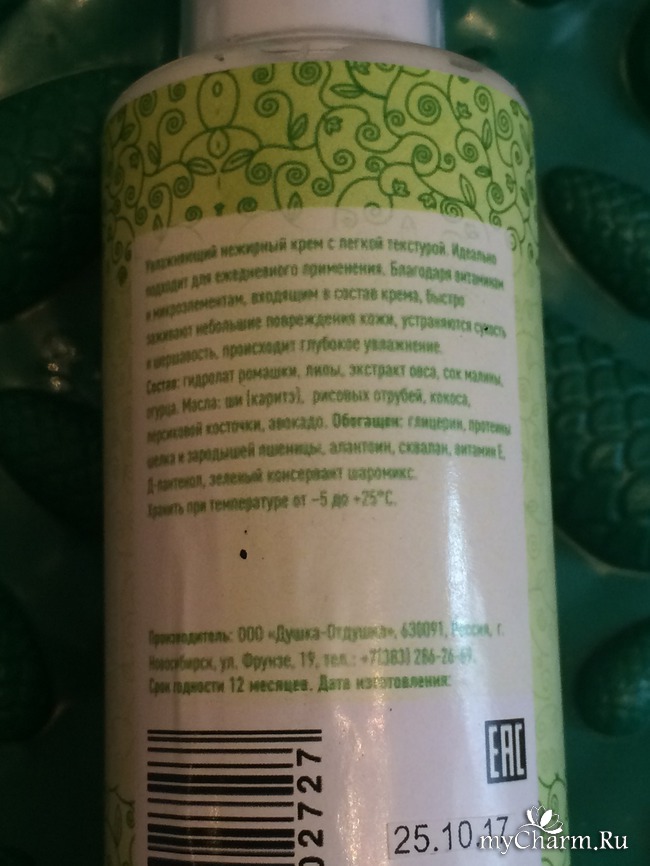 Увлажняющий нежирный крем с легкой текстурой. Идеально
подходит для ежедневного применения. Благодаря витаминам
и микроэлементам, входящим в состав крема, быстро
заживают небольшие повреждения кожи, устраняются сухость
и шершавость, происходит глубокое увлажнение.
Состав: гидролат ромашки, липы, экстракт овса, сок малины,
огурца. Масла: ши (каритэ), рисовых отрубей, кокоса,
персиковой косточки, авокадо. Обогащен: глицерин, протеины
шелка и зародышей пшеницы, алантоин, сквалан, витамин Е,
Д-пантенол, зеленый консервант шаромикс.
Хранить при температуре от −5 до +25°С.
Производитель: ООО «Душка-Отдушка», 630091, Россия, г.
Новосибирск, ул. Фрунзе, 19, тел.: +7(383) 286-26-69.
Срок годности 12 месяцев. Дата изготовления:
02727
EAC
25.10.17
myCharm.Ru